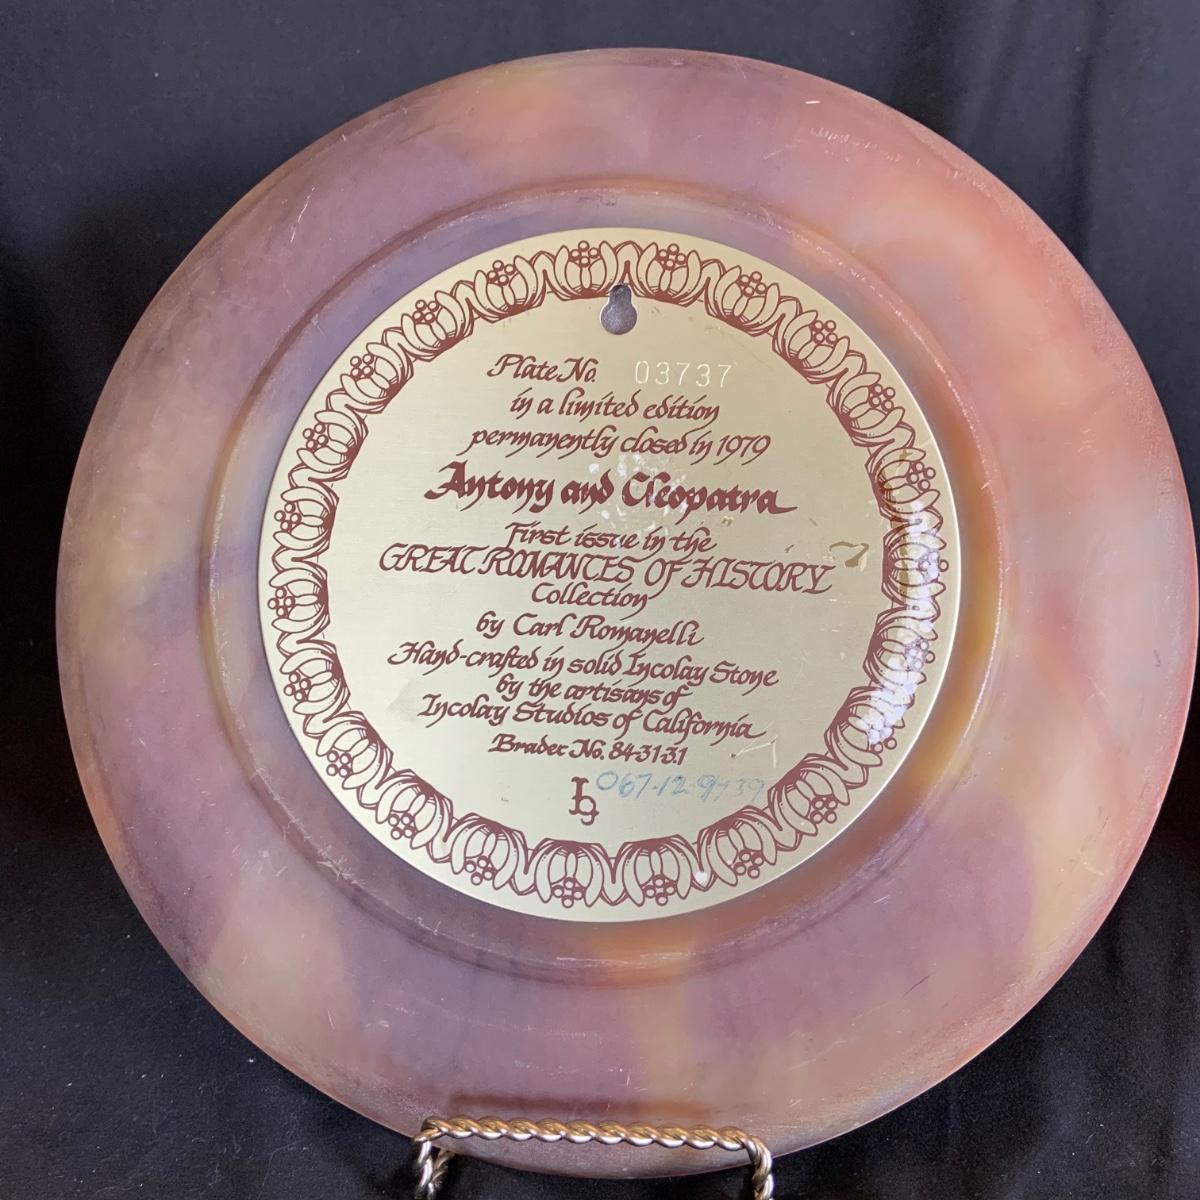 Plate No. 03737
in a limited edition
permanently closed in 1979
Antony and Cleopatra
First issue in the
GREAT ROMANCES OF HISTORY
Collection
by Carl Romanelli
Hand-crafted in solid Incolay Stone
by the artisans of
Incolay Studios of California
Bradex No. 84-31-3.1
067-12-9739